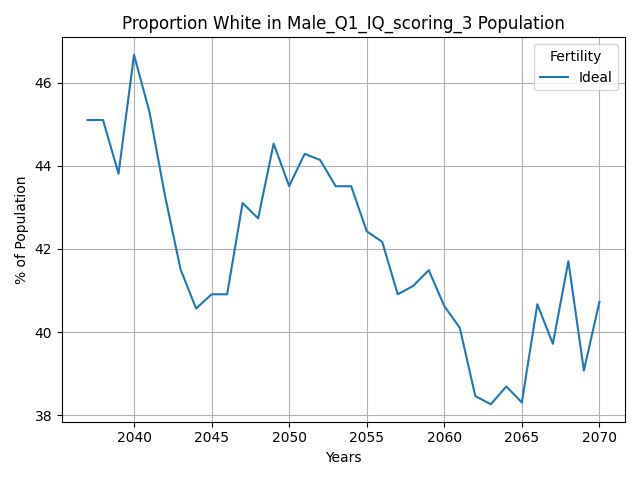 Proportion White in Male_Q1_IQ_scoring_3 Population
Fertility
Ideal
% of Population
46
44
42
40
38
2040 2045 2050 2055 2060 2065 2070
Years